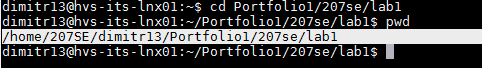 dimitr13@hvs-its-lnx01:~$ cd Portfolio1/207se/lab1
dimitr13@hvs-its-lnx01:~/Portfolio1/207se/lab1$ pwd
/home/207SE/dimitr13/Portfolio1/207se/lab1
dimitr13@hvs-its-lnx01:~/Portfolio1/207se/lab1$